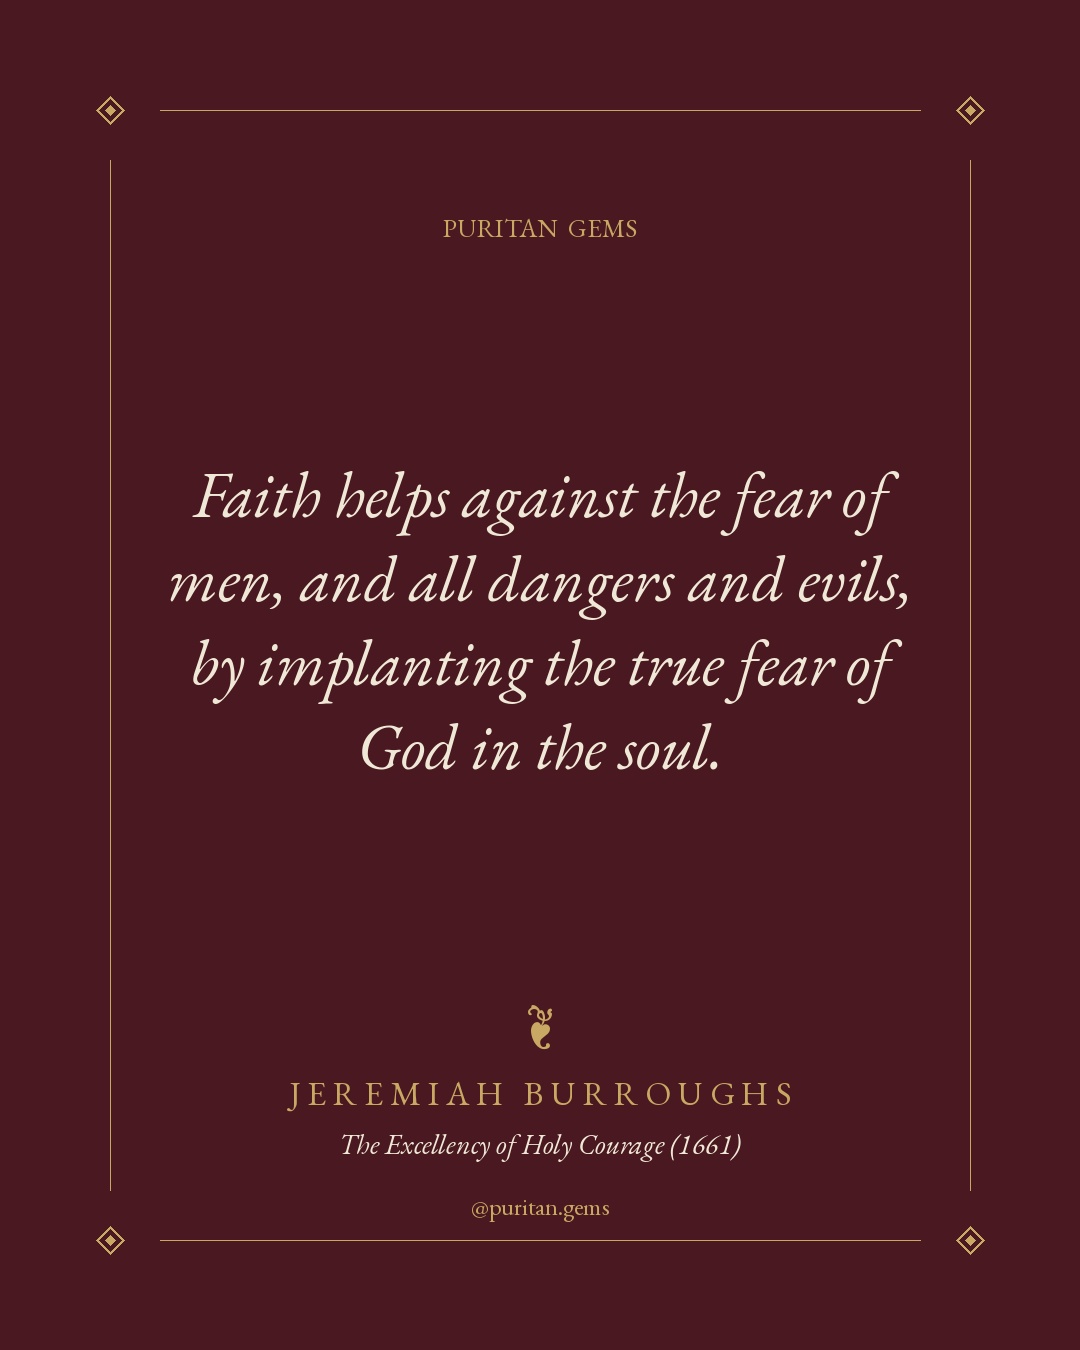 PURITAN GEMS
Faith helps against the fear of
men, and all dangers and evils,
by implanting the true fear of
God in the soul.
JEREMIAH BURROUGHS
The Excellency of Holy Courage (1661)
@puritan.gems